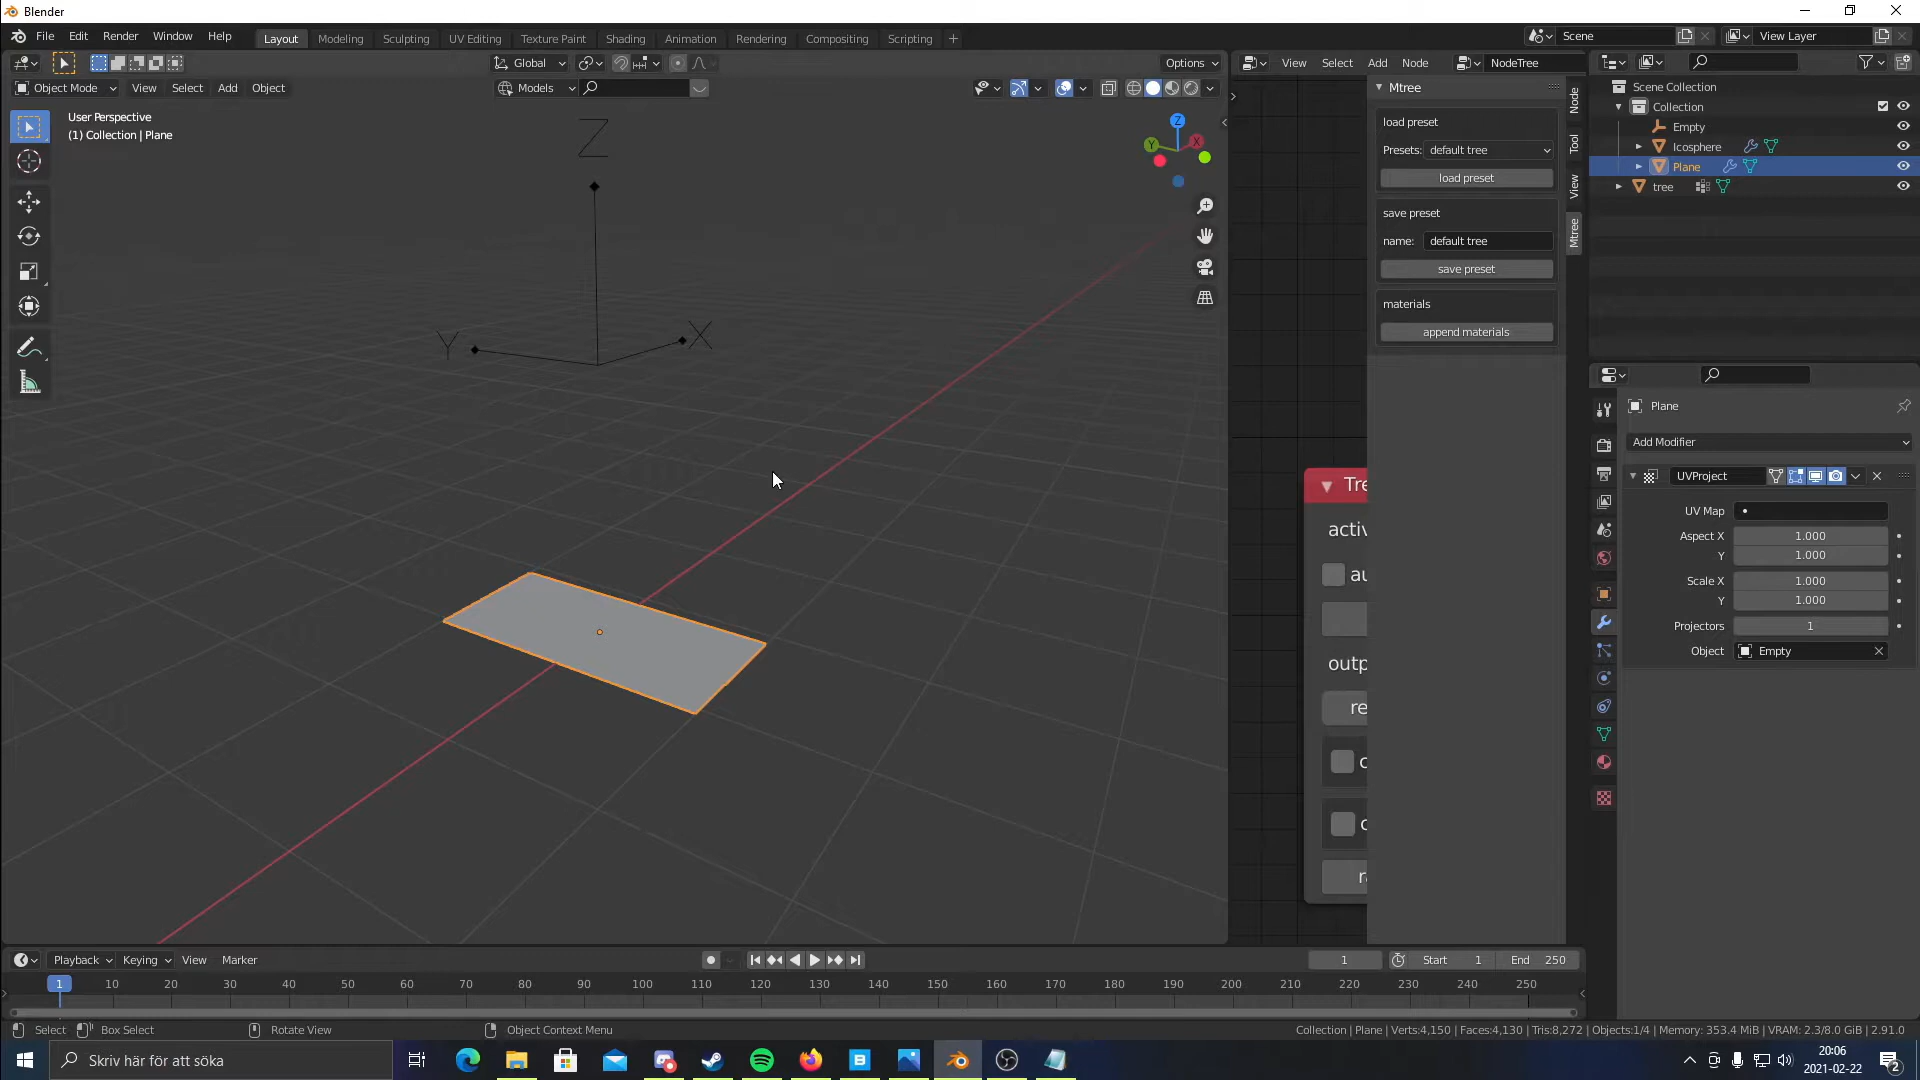 Blender
File Edit Render Window Help
Layout Modeling Sculpting UV Editing Texture Paint Shading Animation Rendering Compositing Scripting
Scene
View Layer
Global
Options
View Select Add Node NodeTree
Object Mode View Select Add Object
Models
User Perspective
(1) Collection | Plane
Z
Y
X
Z
Y
X
Mtree
load preset
Presets: default tree
load preset
save preset
name: default tree
save preset
materials
append materials
Node
Tool
View
Mtree
Tre
activ
au
outp
re
c
c
ra
Scene Collection
Collection
Empty
Icosphere
Plane
tree
Plane
Add Modifier
UVProject
UV Map
Aspect X 1.000
Y 1.000
Scale X 1.000
Y 1.000
Projectors 1
Object Empty
Playback Keying View Marker
1 Start 1 End 250
1 10 20 30 40 50 60 70 80 90 100 110 120 130 140 150 160 170 180 190 200 210 220 230 240 250
Select Box Select Rotate View Object Context Menu
Collection | Plane | Verts:4,150 | Faces:4,130 | Tris:8,272 | Objects:1/4 | Memory: 353.4 MiB | VRAM: 2.3/8.0 GiB | 2.91.0
Skriv här för att söka
20:06
2021-02-22
2